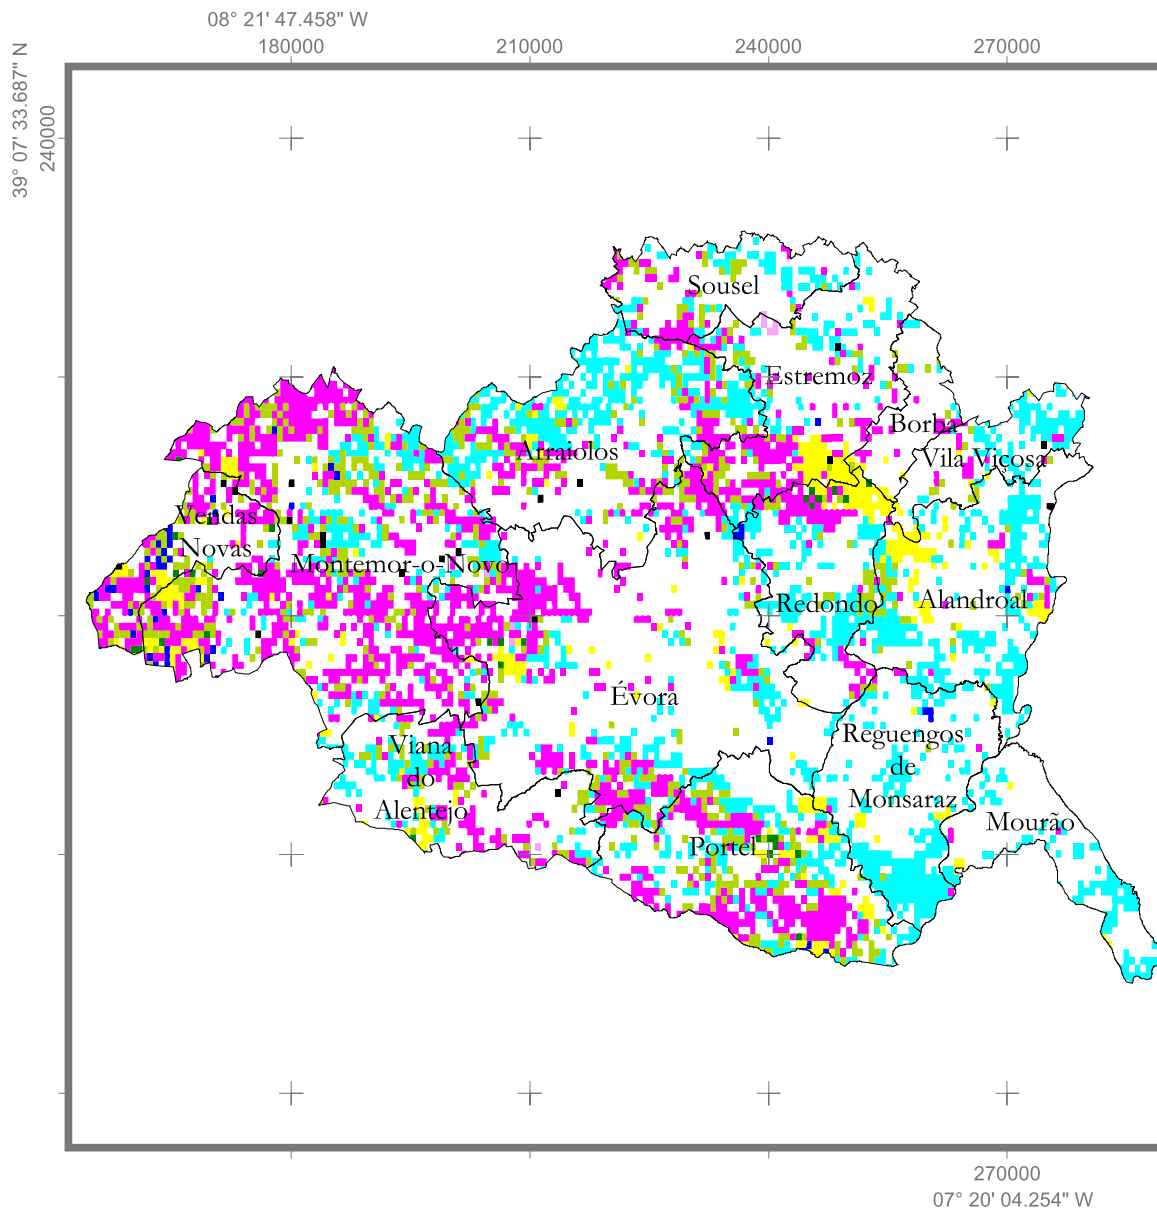 08° 21' 47.458" W
180000 210000 240000 270000
39° 07' 33.687" N
240000
Sousel
Estremoz
Borba
Arraiolos
Vila Viçosa
Vendas
Novas
Montemor-o-Novo
Redondo
Alandroal
Évora
Reguengos
de
Monsaraz
Viana
do
Alentejo
Mourão
Portel
270000
07° 20' 04.254" W